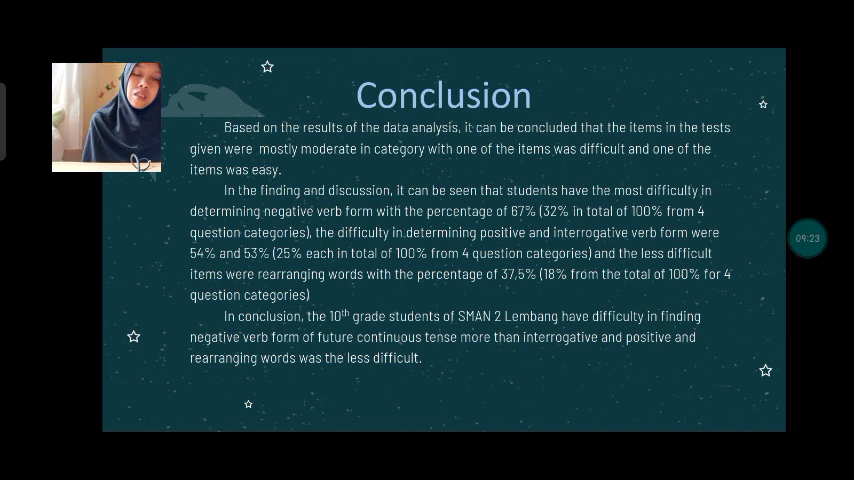 Conclusion
Based on the results of the data analysis, it can be concluded that the items in the tests
given were mostly moderate in category with one of the items was difficult and one of the
items was easy.
In the finding and discussion, it can be seen that students have the most difficulty in
determining negative verb form with the percentage of 67% (32% in total of 100% from 4
question categories), the difficulty in determining positive and interrogative verb form were
54% and 53% (25% each in total of 100% from 4 question categories) and the less difficult
items were rearranging words with the percentage of 37,5% (18% from the total of 100% for 4
question categories)
In conclusion, the 10th grade students of SMAN 2 Lembang have difficulty in finding
negative verb form of future continuous tense more than interrogative and positive and
rearranging words was the less difficult.
09:23